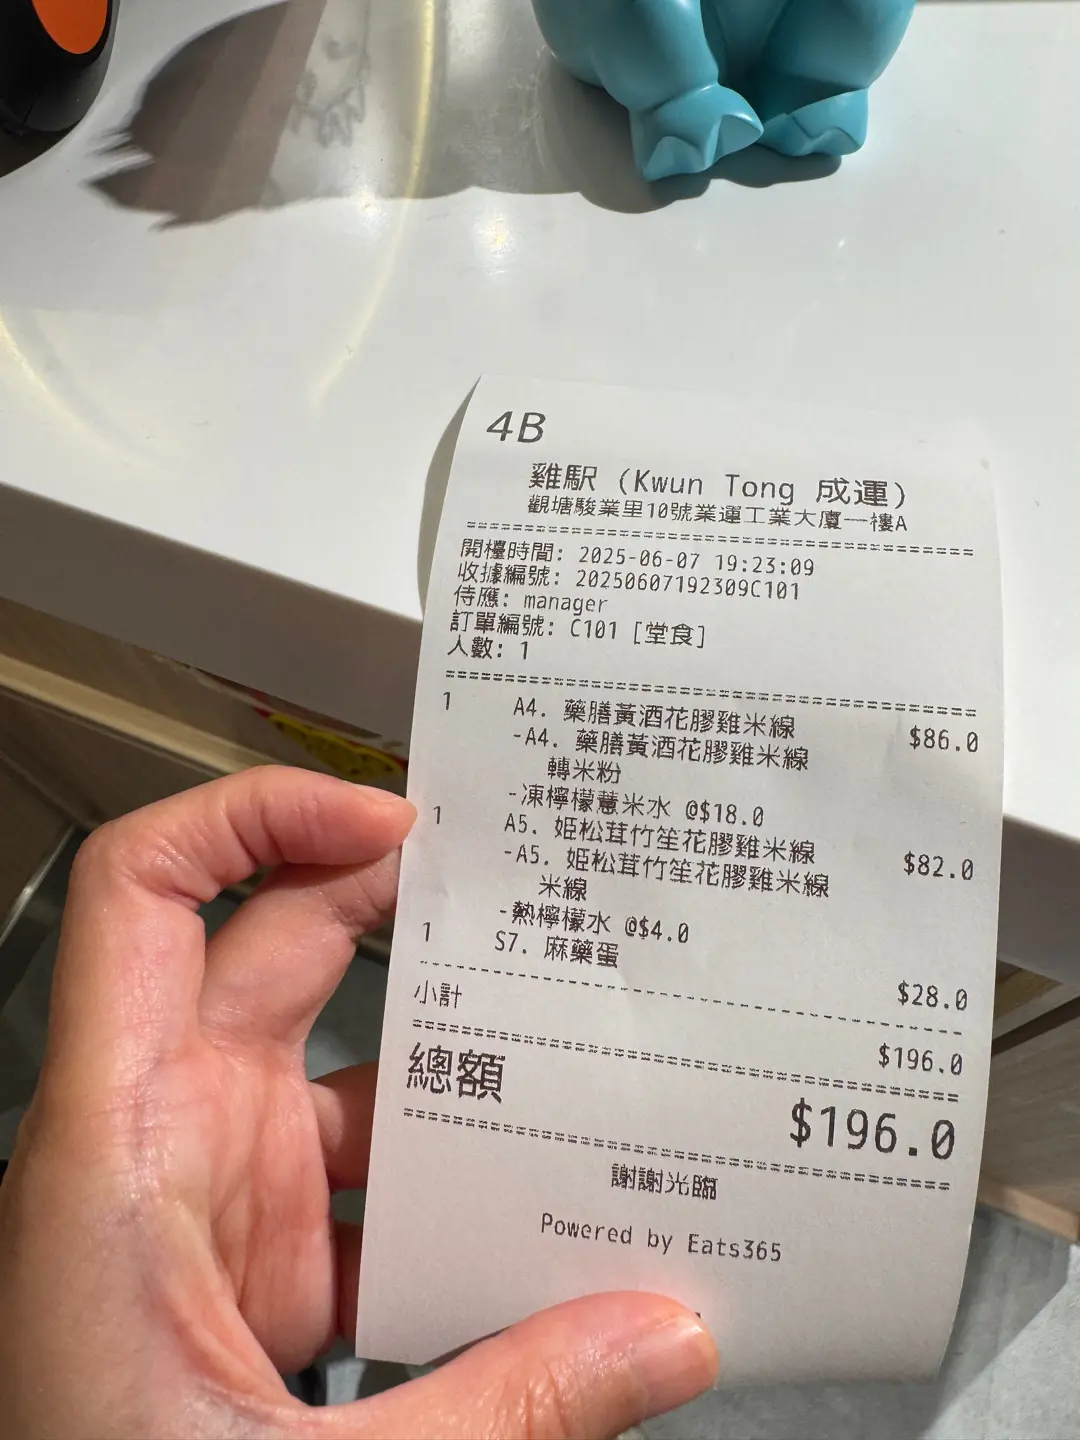 4B
雞駅 (Kwun Tong 成運)
觀塘駿業里10號業運工業大廈一樓A
開檯時間: 2025-06-07 19:23:09
收據編號: 20250607192309C101
侍應: manager
訂單編號: C101 [堂食]
人數: 1
1 A4. 藥膳黃酒花膠雞米線 $86.0
-A4. 藥膳黃酒花膠雞米線
轉米粉
-凍檸檬薏米水 @$18.0
1 A5. 姫松茸竹笙花膠雞米線 $82.0
-A5. 姫松茸竹笙花膠雞米線
米線
-熱檸檬水 @$4.0
1 S7. 麻藥蛋 $28.0
小計 $196.0
總額 $196.0
謝謝光臨
Powered by Eats365